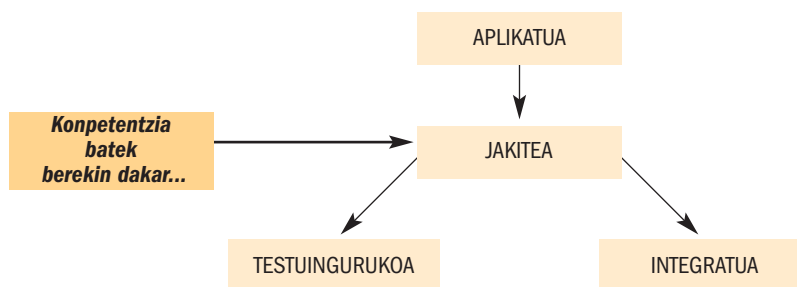 APLIKATUA
Konpetentzia
batek
berekin dakar...
JAKITEA
TESTUINGURUKOA
INTEGRATUA